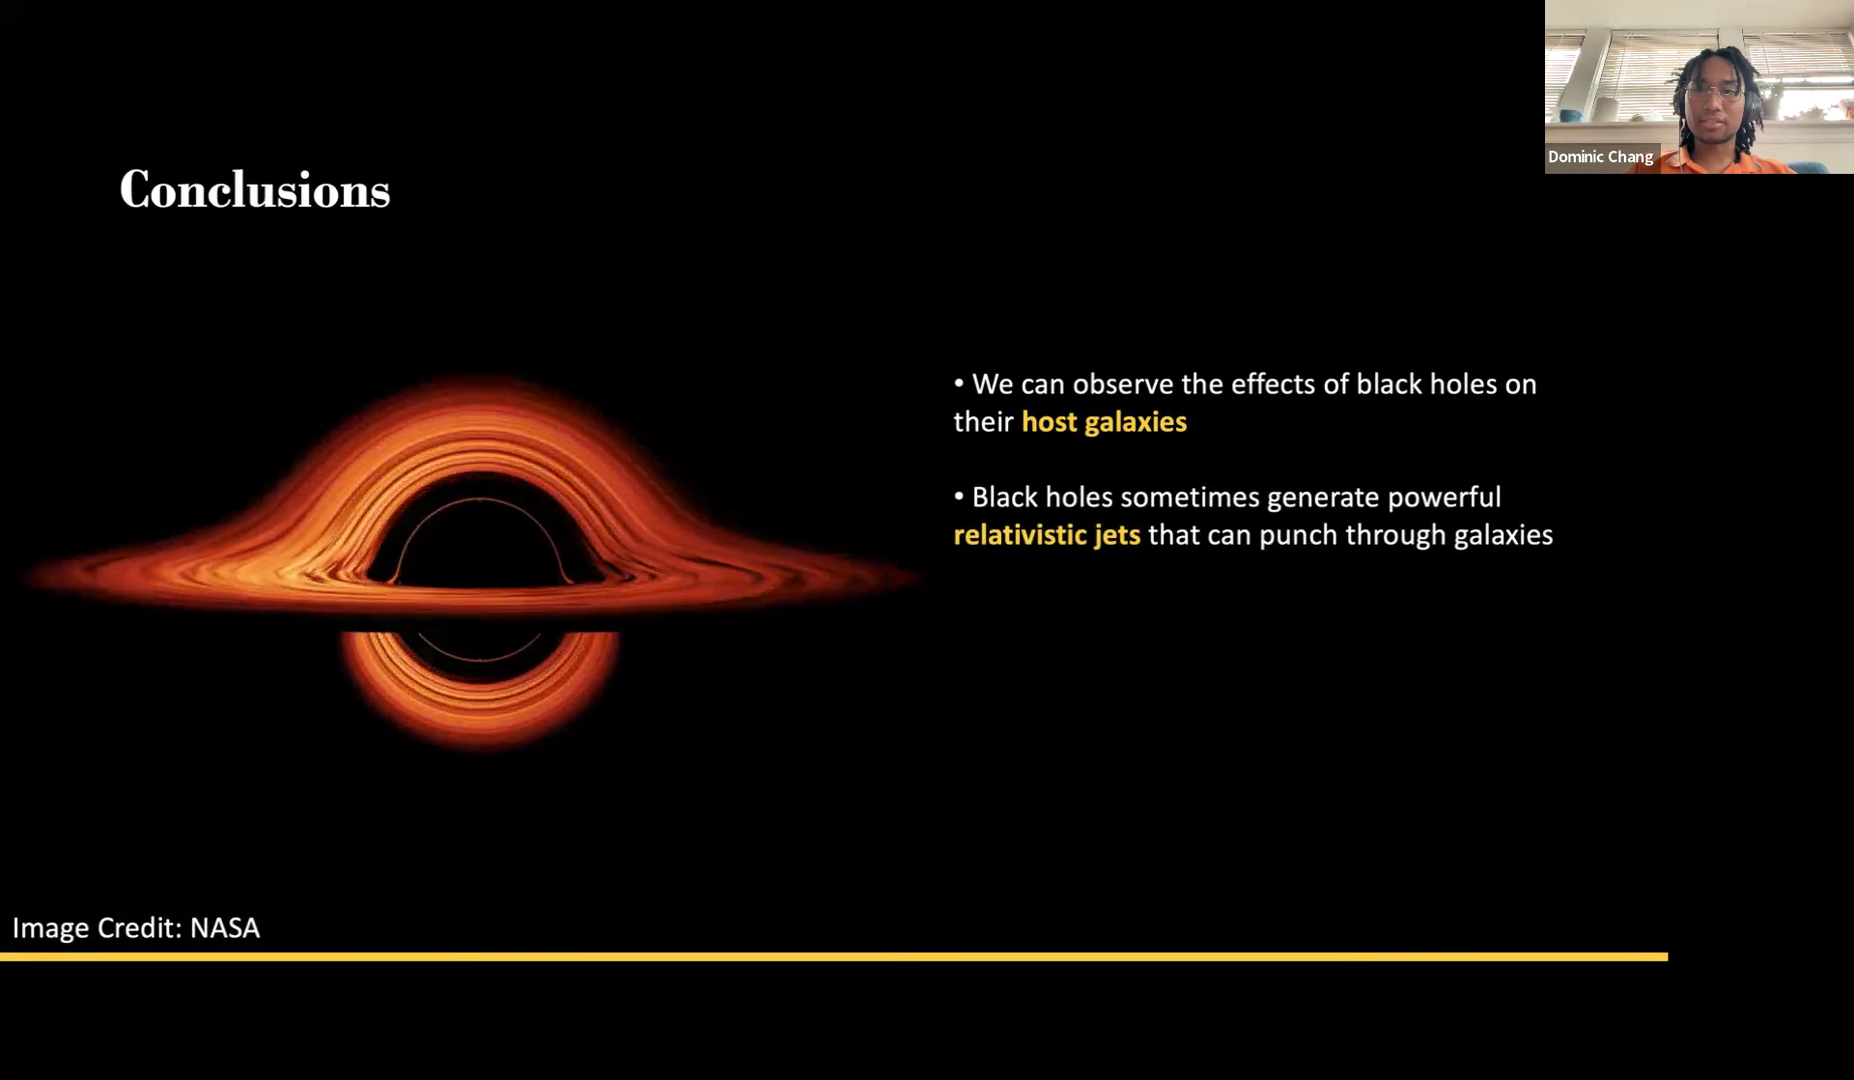 Dominic Chang
Conclusions
• We can observe the effects of black holes on
their host galaxies
• Black holes sometimes generate powerful
relativistic jets that can punch through galaxies
Image Credit: NASA